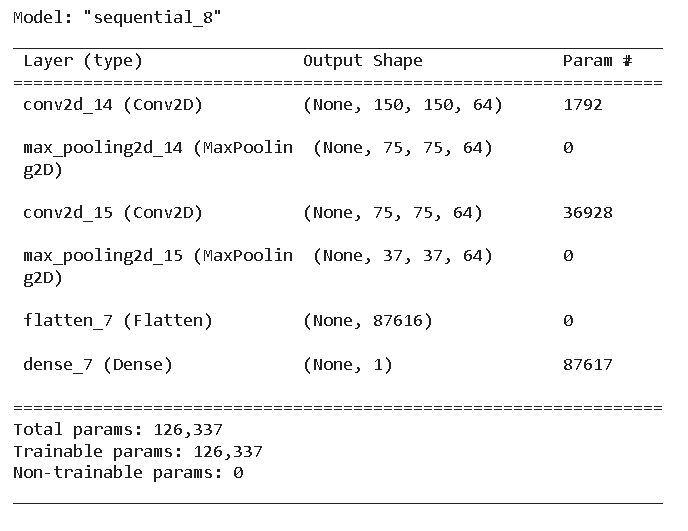 Model: "sequential_8"
Layer (type) Output Shape Param #
conv2d_14 (Conv2D) (None, 150, 150, 64) 1792
max_pooling2d_14 (MaxPoolin (None, 75, 75, 64) 0
g2D)
conv2d_15 (Conv2D) (None, 75, 75, 64) 36928
max_pooling2d_15 (MaxPoolin (None, 37, 37, 64) 0
g2D)
flatten_7 (Flatten) (None, 87616) 0
dense_7 (Dense) (None, 1) 87617
Total params: 126,337
Trainable params: 126,337
Non-trainable params: 0